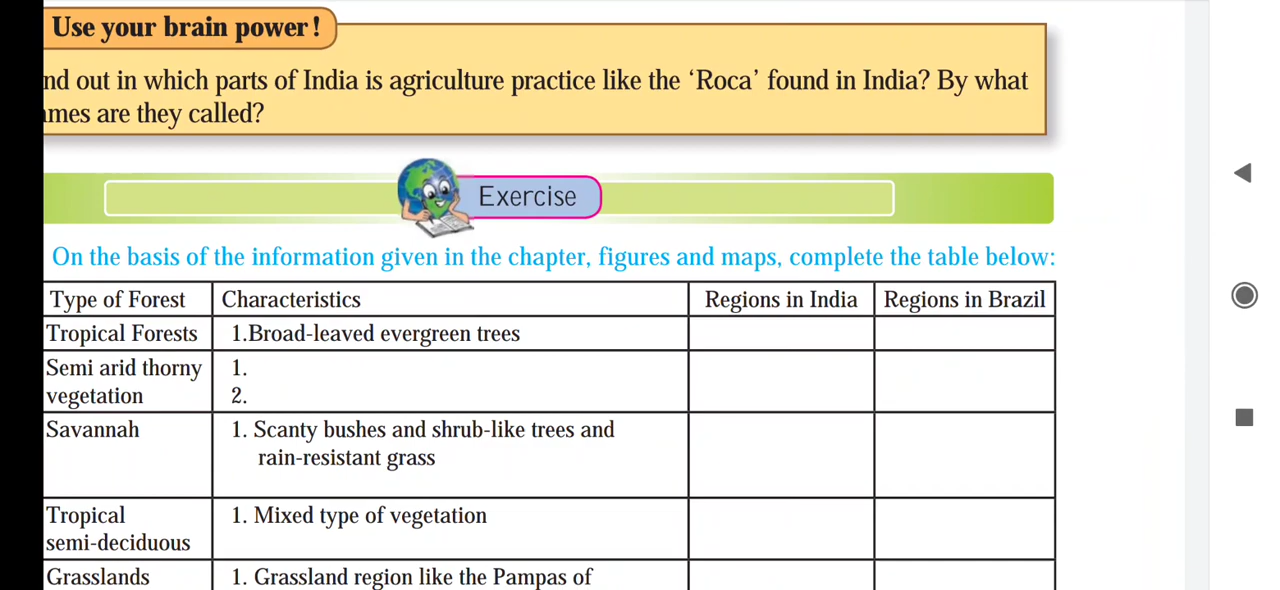 Use your brain power!
nd out in which parts of India is agriculture practice like the ‘Roca’ found in India? By what
mes are they called?
Exercise
On the basis of the information given in the chapter, figures and maps, complete the table below:
Type of Forest Characteristics Regions in India Regions in Brazil
Tropical Forests 1.Broad-leaved evergreen trees
Semi arid thorny 1.
vegetation 2.
Savannah 1. Scanty bushes and shrub-like trees and
rain-resistant grass
Tropical 1. Mixed type of vegetation
semi-deciduous
Grasslands 1. Grassland region like the Pampas of